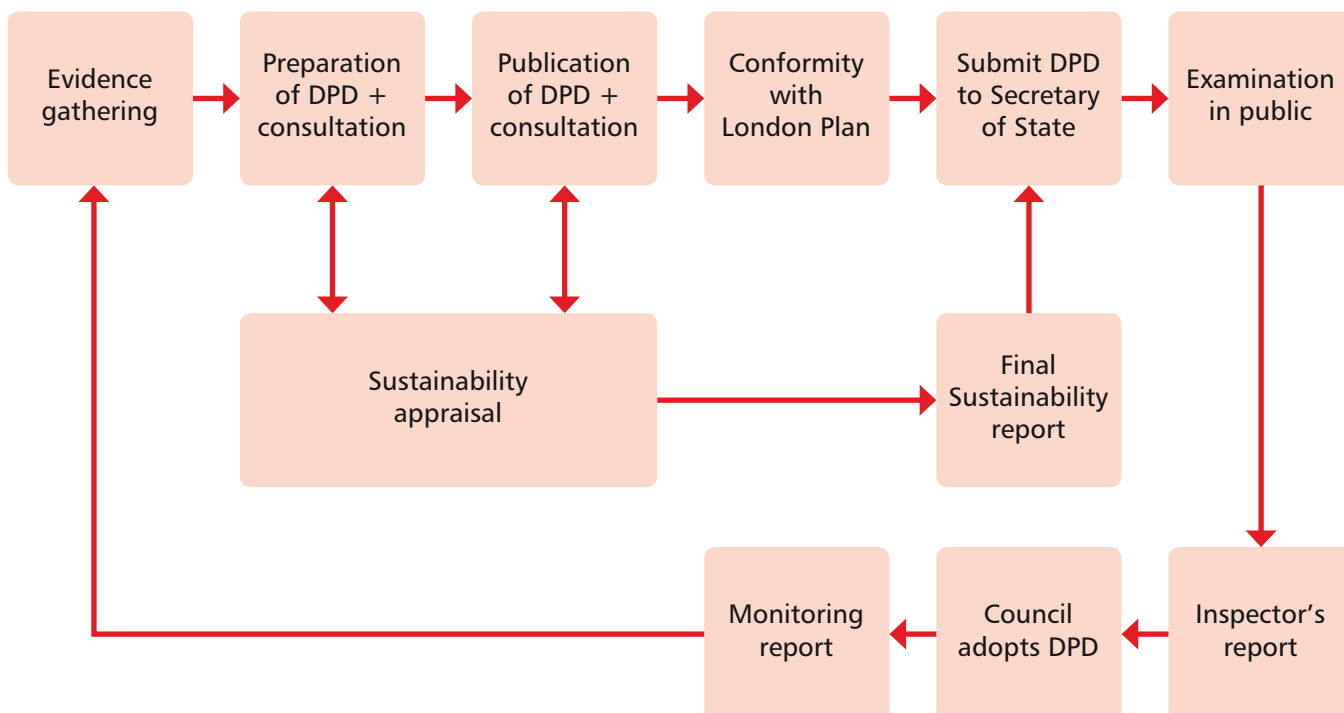 Evidence
gathering
Preparation
of DPD +
consultation
Publication
of DPD +
consultation
Conformity
with
London Plan
Submit DPD
to Secretary
of State
Examination
in public
Sustainability
appraisal
Final
Sustainability
report
Monitoring
report
Council
adopts DPD
Inspector’s
report